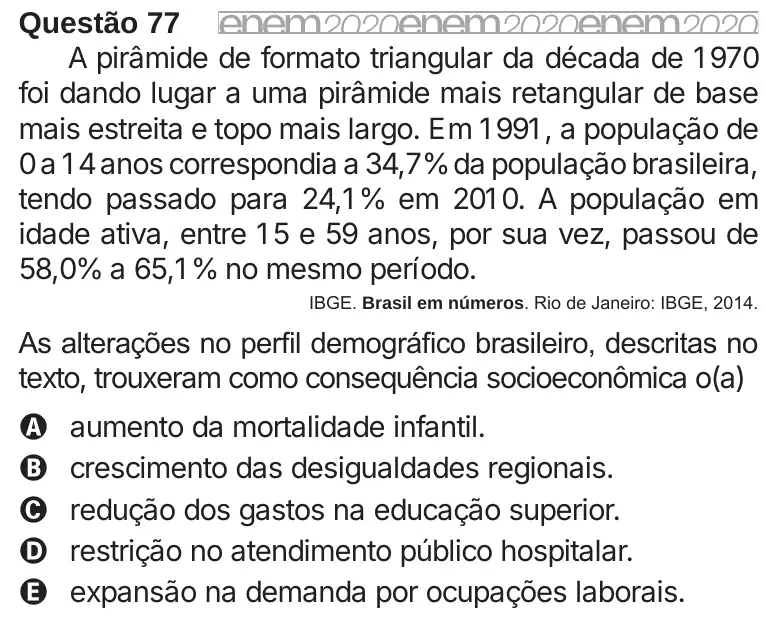 Questão 77 enem2020enem2020enem2020
A pirâmide de formato triangular da década de 1970
foi dando lugar a uma pirâmide mais retangular de base
mais estreita e topo mais largo. Em 1991, a população de
0 a 14 anos correspondia a 34,7% da população brasileira,
tendo passado para 24,1% em 2010. A população em
idade ativa, entre 15 e 59 anos, por sua vez, passou de
58,0% a 65,1% no mesmo período.
IBGE. Brasil em números. Rio de Janeiro: IBGE, 2014.
As alterações no perfil demográfico brasileiro, descritas no
texto, trouxeram como consequência socioeconômica o(a)
A aumento da mortalidade infantil.
B crescimento das desigualdades regionais.
C redução dos gastos na educação superior.
D restrição no atendimento público hospitalar.
E expansão na demanda por ocupações laborais.